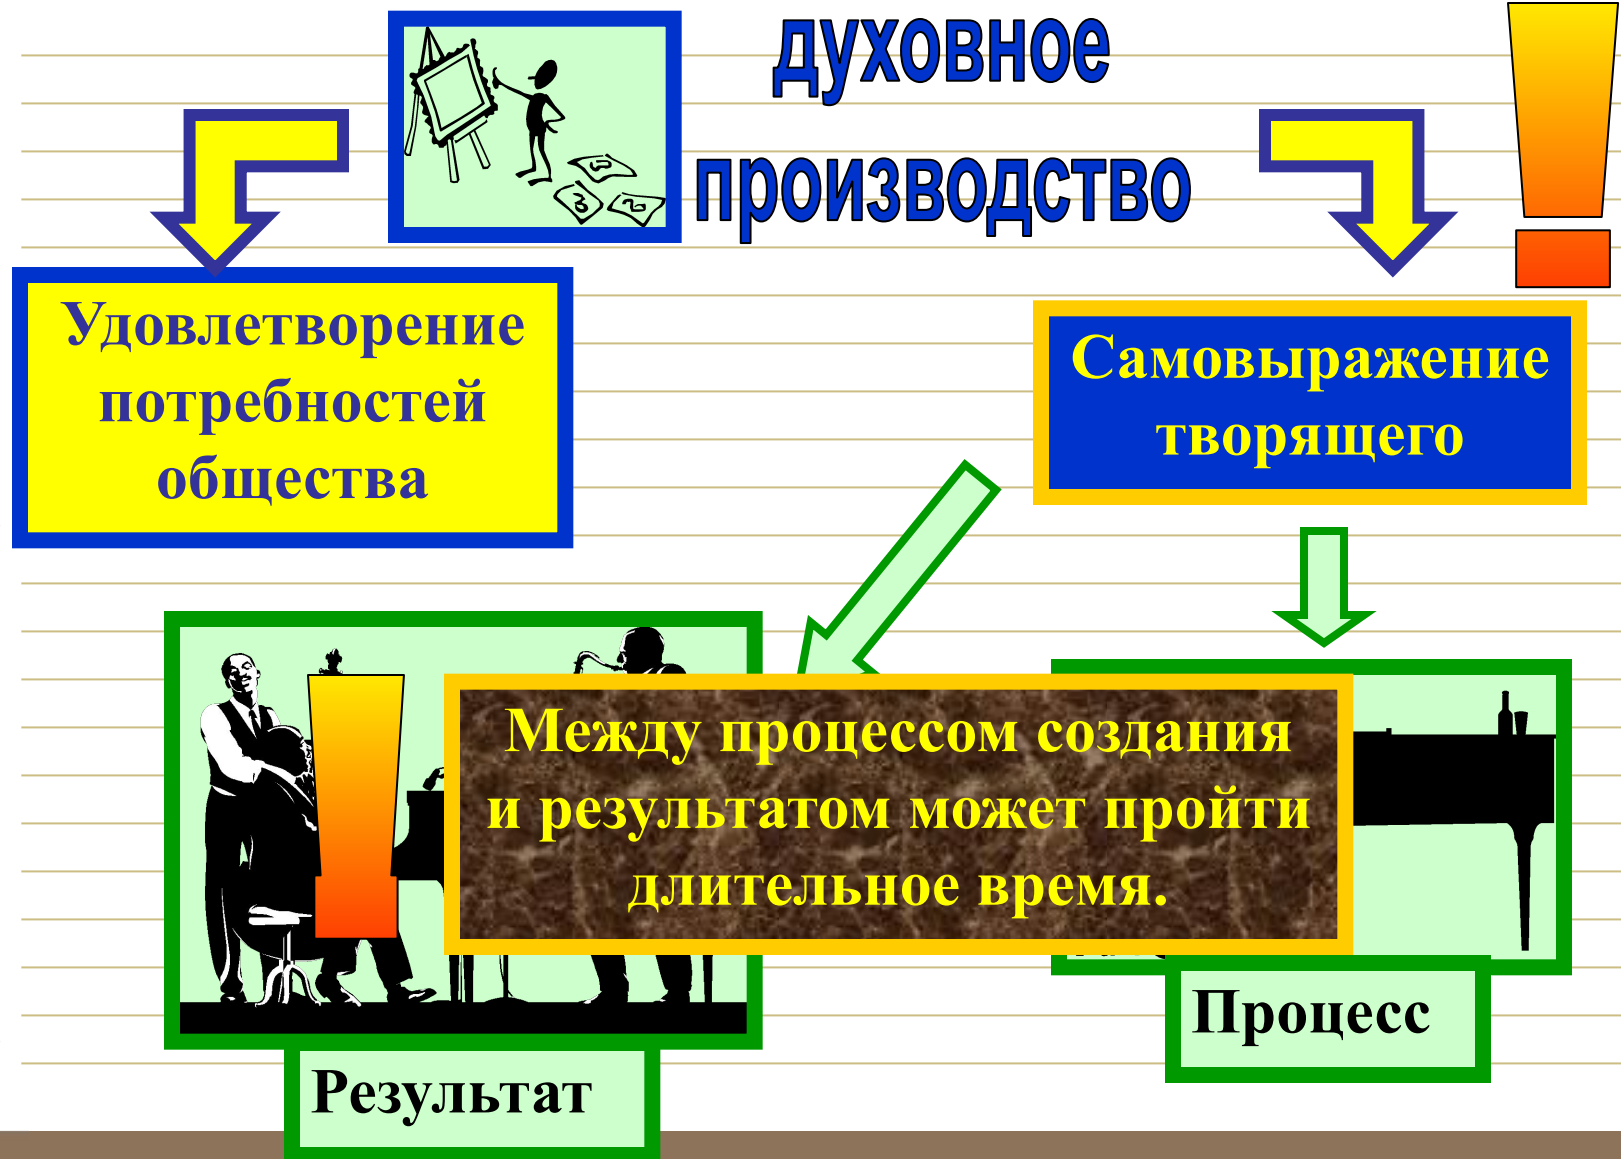 духовное
производство
Удовлетворение
потребностей
общества
Самовыражение
творящего
Между процессом создания
и результатом может пройти
длительное время.
Процесс
Результат